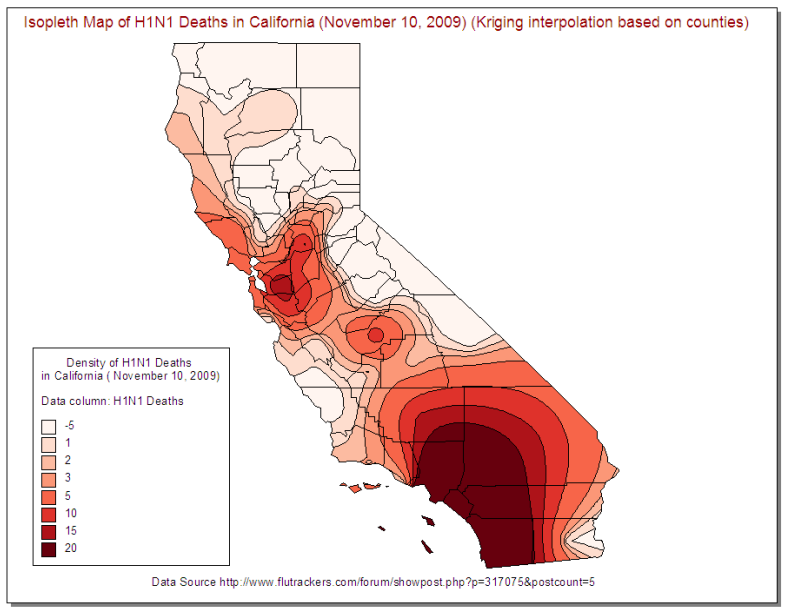 Isopleth Map of H1N1 Deaths in California (November 10, 2009) (Kriging interpolation based on counties)
Density of H1N1 Deaths
in California ( November 10, 2009)
Data column: H1N1 Deaths
-5
1
2
3
5
10
15
20
Data Source http://www.flutrackers.com/forum/showpost.php?p=317075&postcount=5